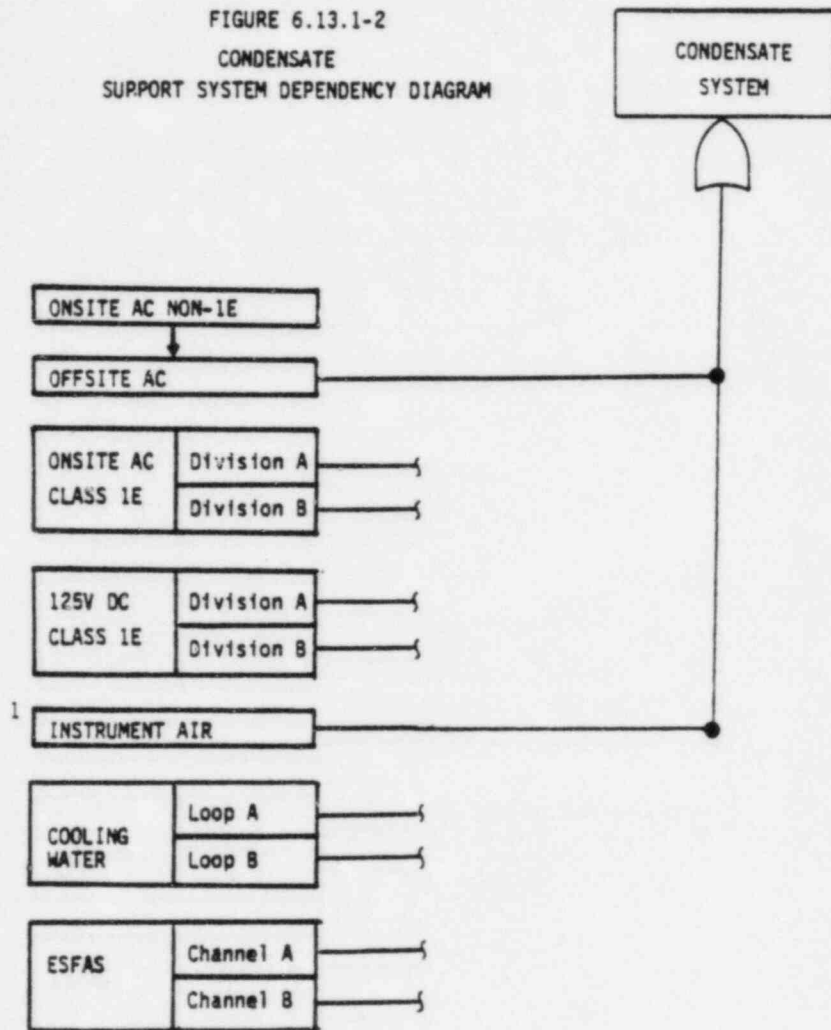 FIGURE 6.13.1-2
CONDENSATE
SUPPORT SYSTEM DEPENDENCY DIAGRAM
CONDENSATE
SYSTEM
ONSITE AC NON-1E
OFFSITE AC
ONSITE AC
CLASS 1E
Division A
Division B
125V DC
CLASS 1E
Division A
Division B
1
INSTRUMENT AIR
COOLING
WATER
Loop A
Loop B
ESFAS
Channel A
Channel B